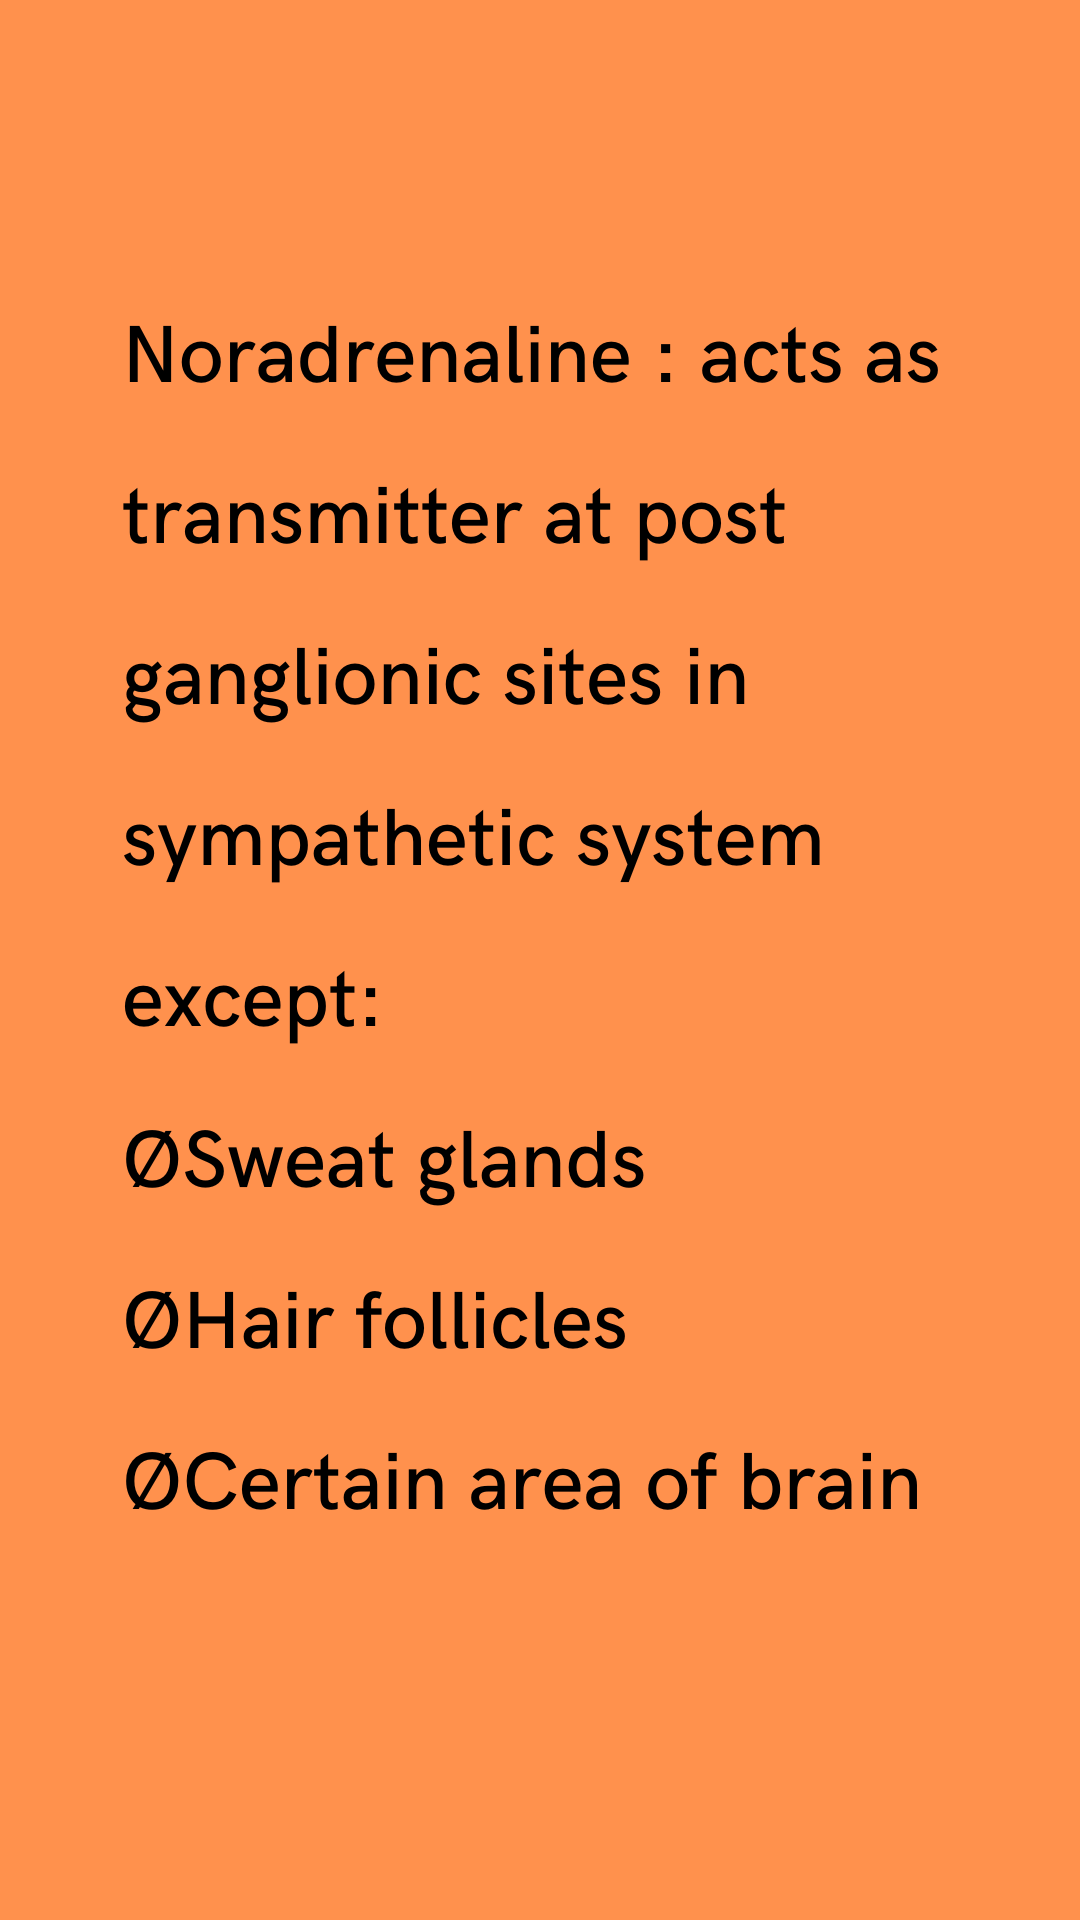 Noradrenaline : acts as
transmitter at post
ganglionic sites in
sympathetic system
except:
ØSweat glands
ØHair follicles
ØCertain area of brain